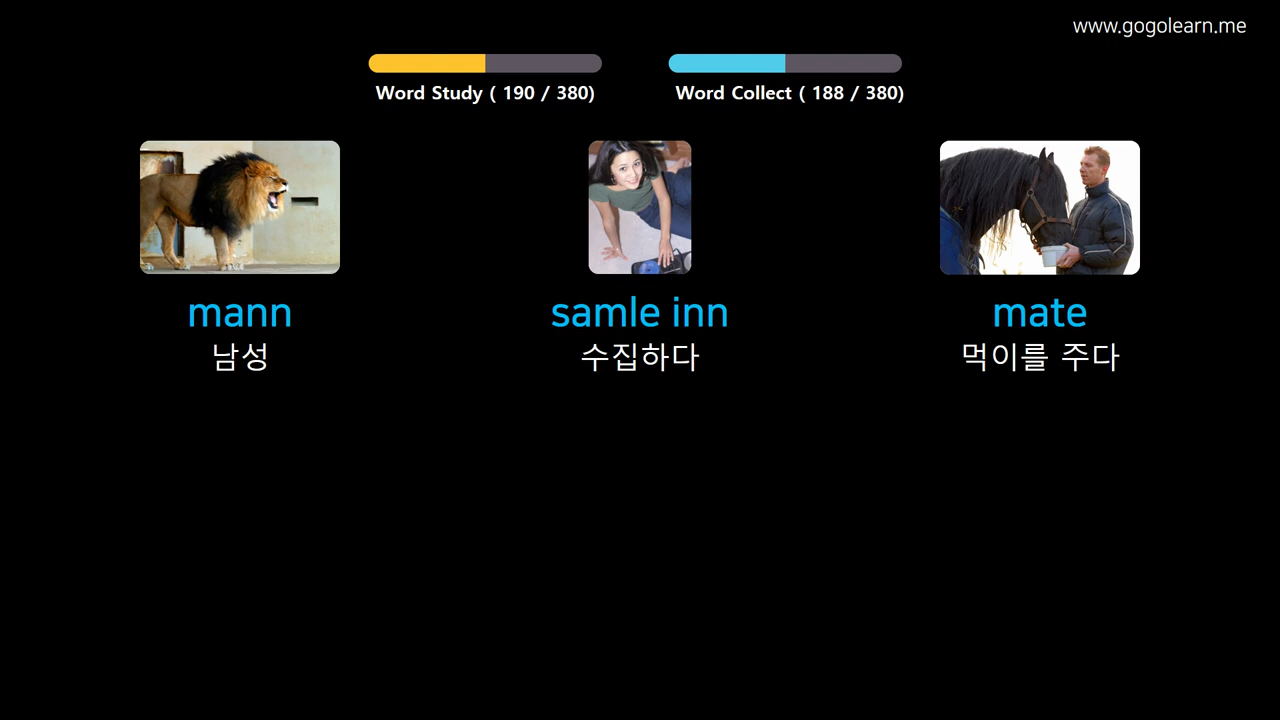 www.gogolearn.me
Word Study ( 190 / 380)
Word Collect ( 188 / 380)
mann
남성
samle inn
수집하다
mate
먹이를 주다